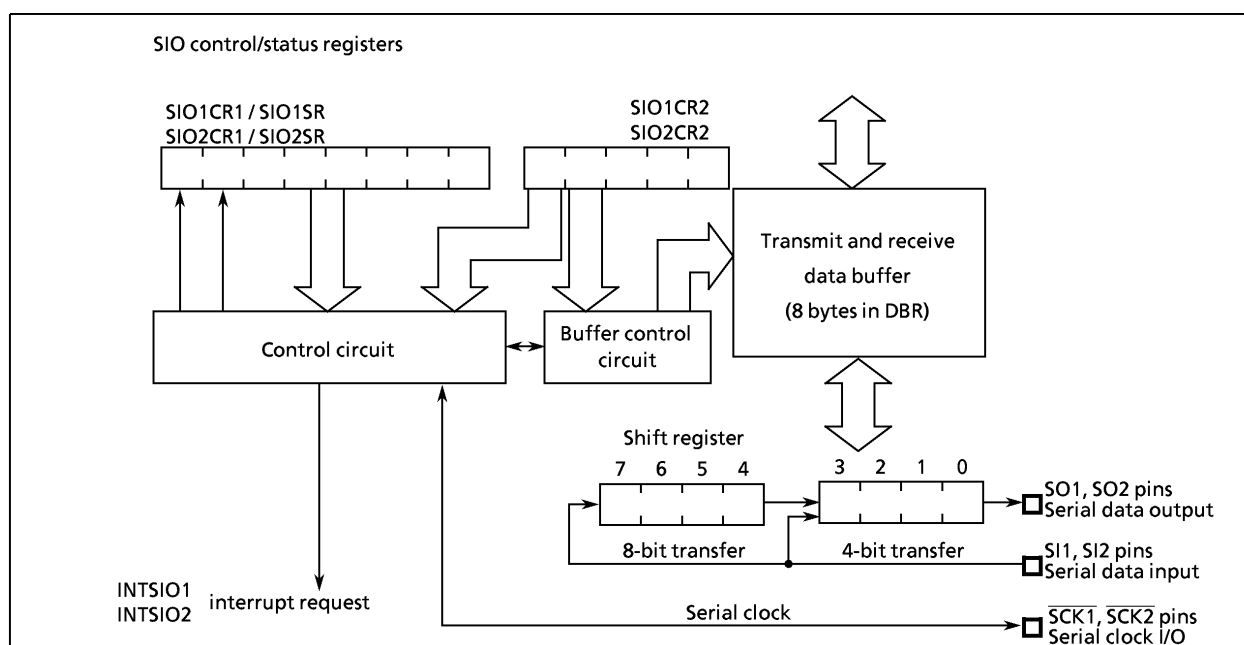 SIO control/status registers
SIO1CR1 / SIO1SR
SIO2CR1 / SIO2SR
SIO1CR2
SIO2CR2
Transmit and receive
data buffer
(8 bytes in DBR)
Control circuit
Buffer control
circuit
Shift register
7 6 5 4
3 2 1 0
SO1, SO2 pins
Serial data output
8-bit transfer
4-bit transfer
SI1, SI2 pins
Serial data input
INTSIO1
INTSIO2
interrupt request
Serial clock
S̅C̅K̅1̅, S̅C̅K̅2̅ pins
Serial clock I/O